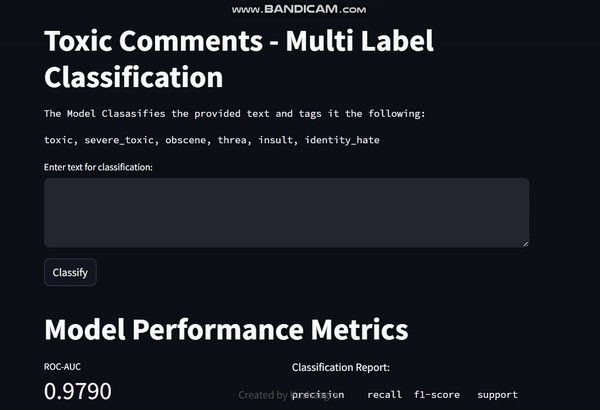 www.BANDICAM.com
Toxic Comments - Multi Label
Classification
The Model Clasasifies the provided text and tags it the following:
toxic, severe_toxic, obscene, threa, insult, identity_hate
Enter text for classification:
Classify
Model Performance Metrics
ROC-AUC
Classification Report:
0.9790
Created by
precision recall f1-score support